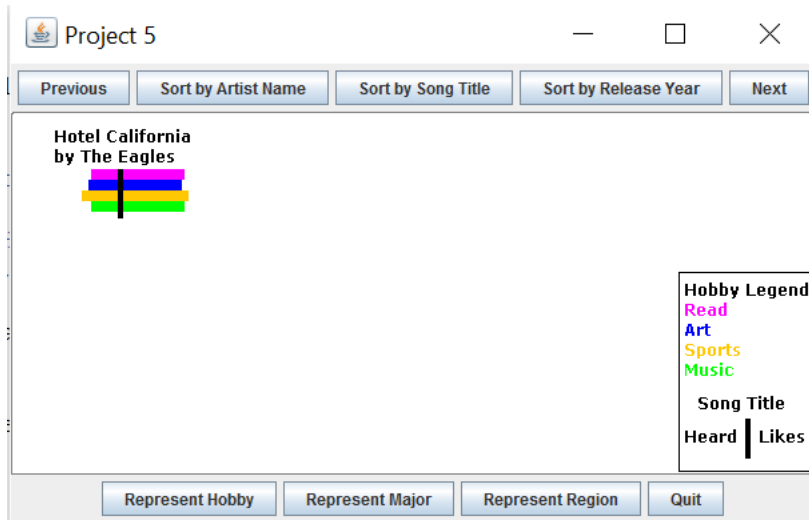 Project 5
Previous Sort by Artist Name Sort by Song Title Sort by Release Year Next
Hotel California
by The Eagles
Hobby Legend
Read
Art
Sports
Music
Song Title
Heard Likes
Represent Hobby Represent Major Represent Region Quit